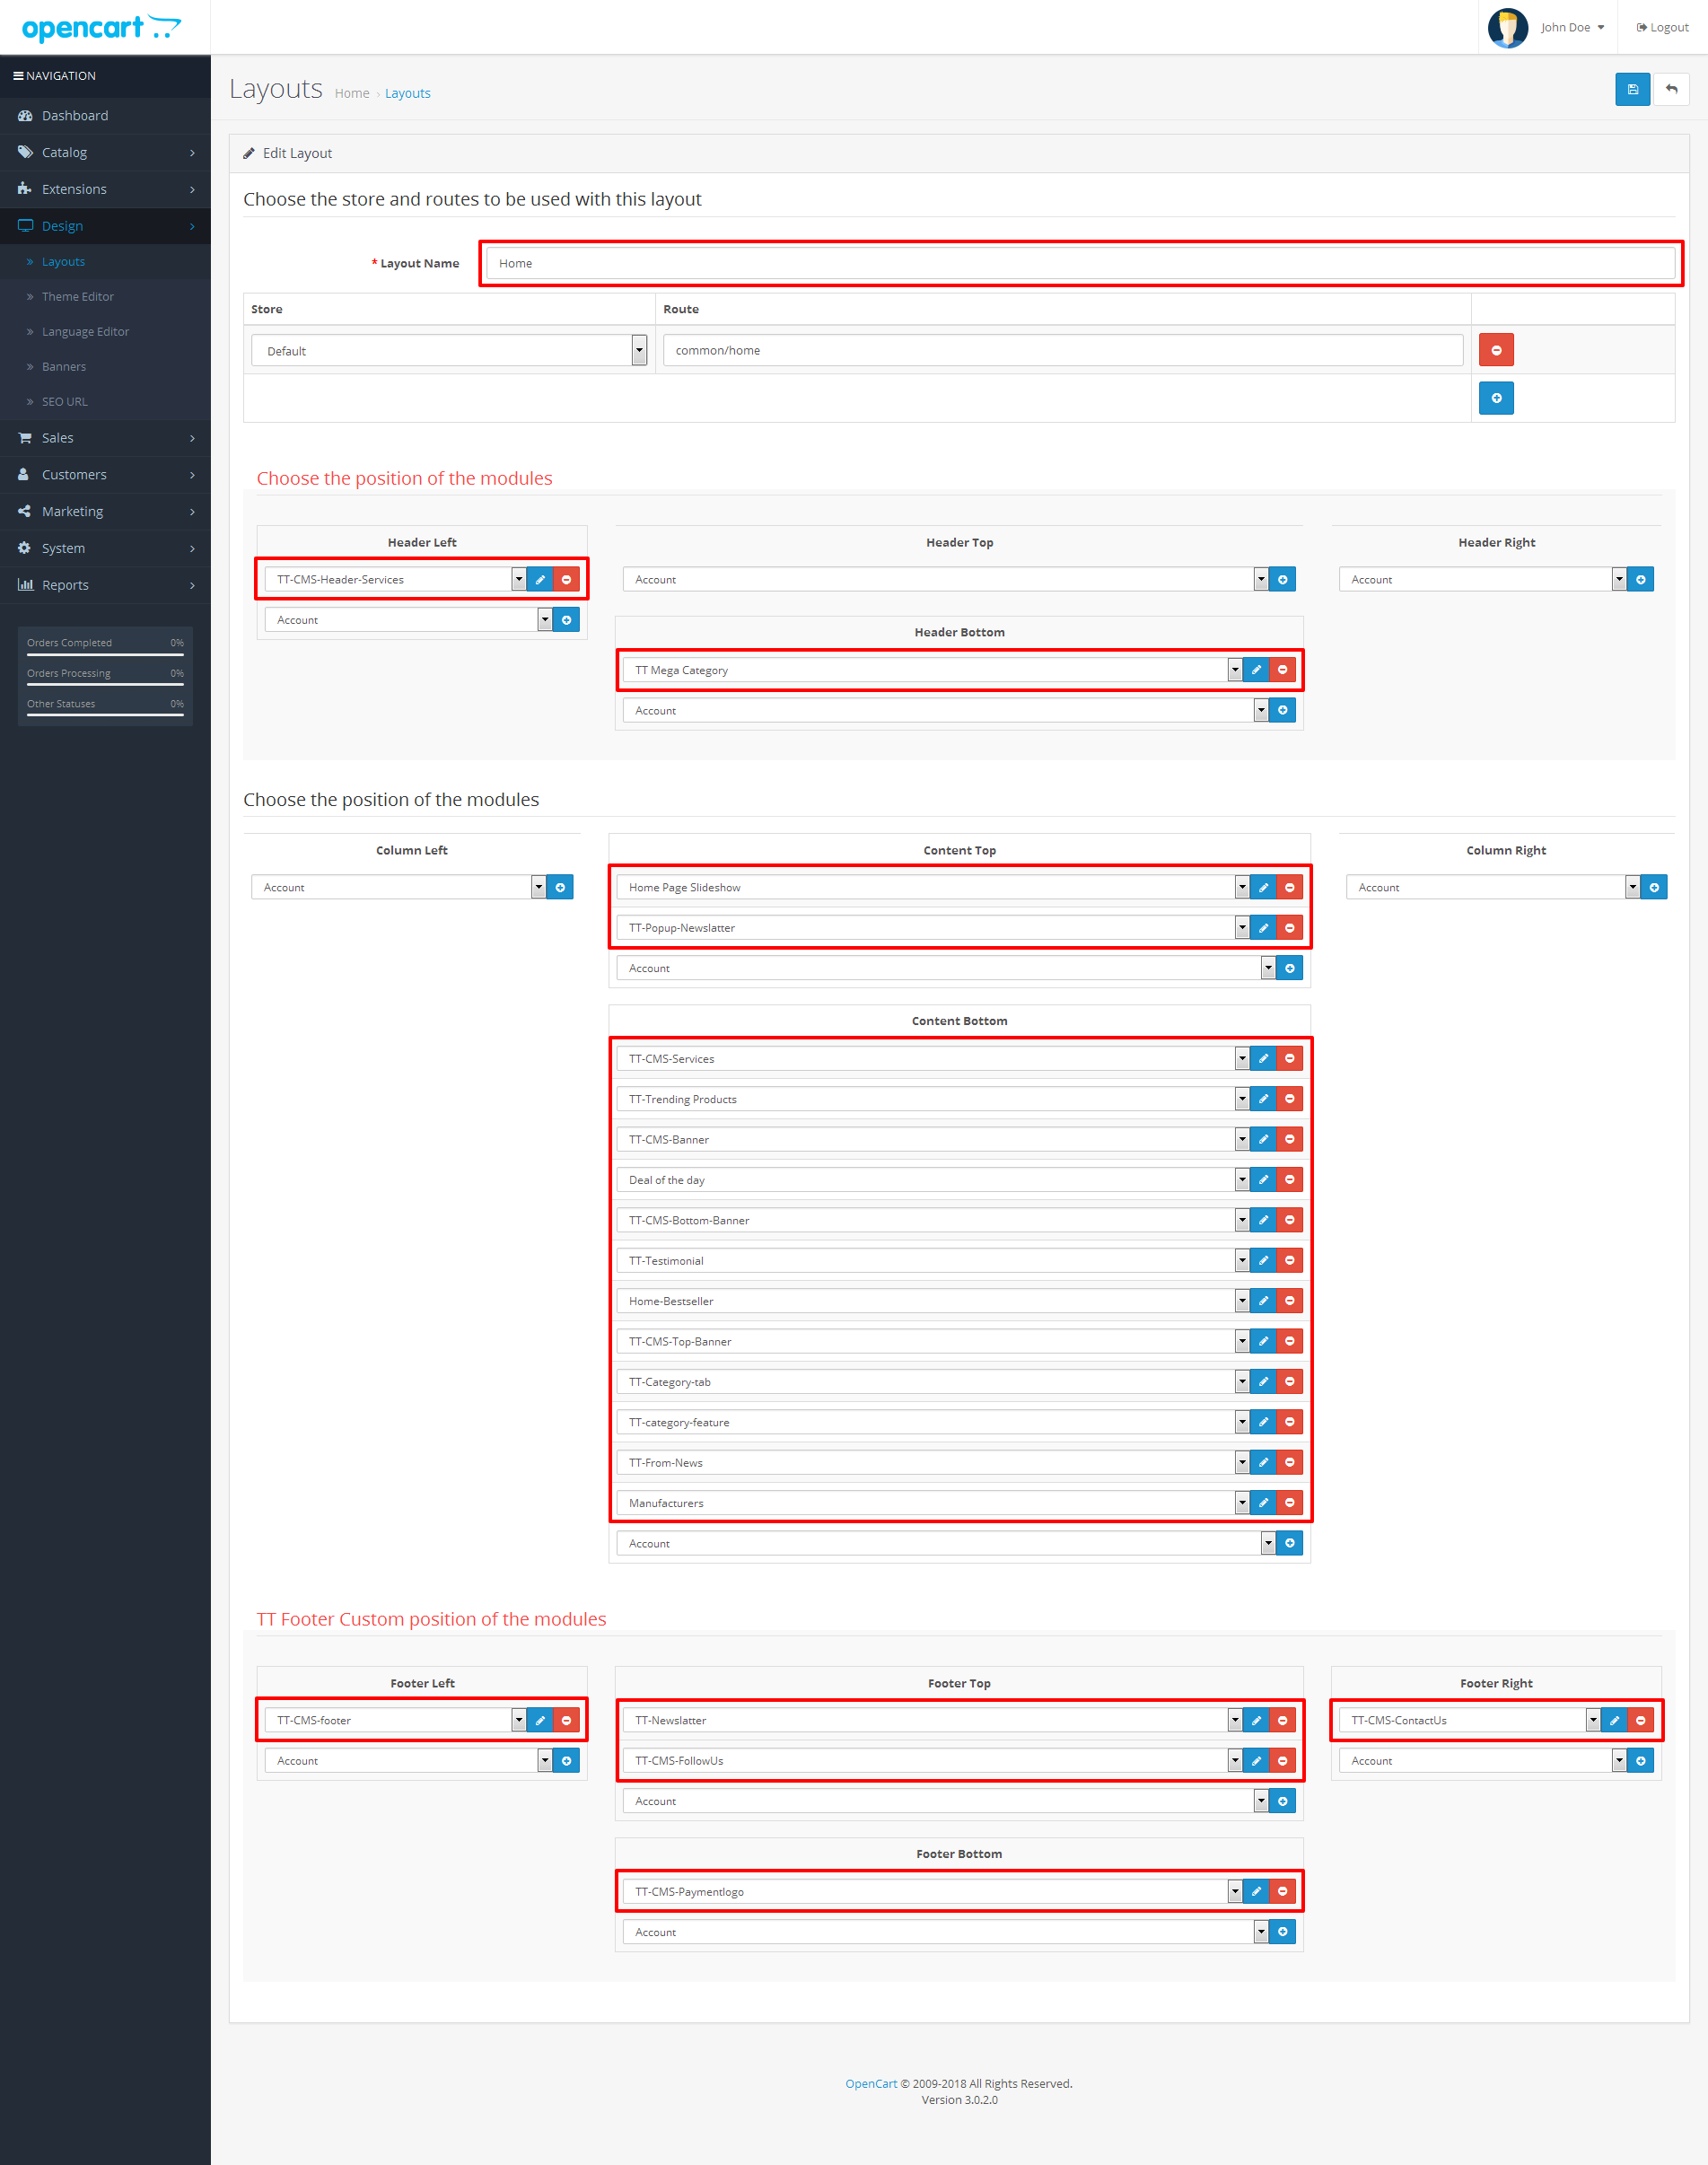 opencart
John Doe
Logout
NAVIGATION
Dashboard
Catalog
Extensions
Design
Layouts
Theme Editor
Language Editor
Banners
SEO URL
Sales
Customers
Marketing
System
Reports
Orders Completed 0%
Orders Processing 0%
Other Statuses 0%
Layouts Home › Layouts
Edit Layout
Choose the store and routes to be used with this layout
* Layout Name Home
Store Route
Default common/home
Choose the position of the modules
Header Left
TT-CMS-Header-Services
Account
Header Top
Account
Header Bottom
TT Mega Category
Account
Header Right
Account
Choose the position of the modules
Column Left
Account
Content Top
Home Page Slideshow
TT-Popup-Newslatter
Account
Content Bottom
TT-CMS-Services
TT-Trending Products
TT-CMS-Banner
Deal of the day
TT-CMS-Bottom-Banner
TT-Testimonial
Home-Bestseller
TT-CMS-Top-Banner
TT-Category-tab
TT-category-feature
TT-From-News
Manufacturers
Account
Column Right
Account
TT Footer Custom position of the modules
Footer Left
TT-CMS-footer
Account
Footer Top
TT-Newslatter
TT-CMS-FollowUs
Account
Footer Bottom
TT-CMS-Paymentlogo
Account
Footer Right
TT-CMS-ContactUs
Account
OpenCart © 2009-2018 All Rights Reserved.
Version 3.0.2.0